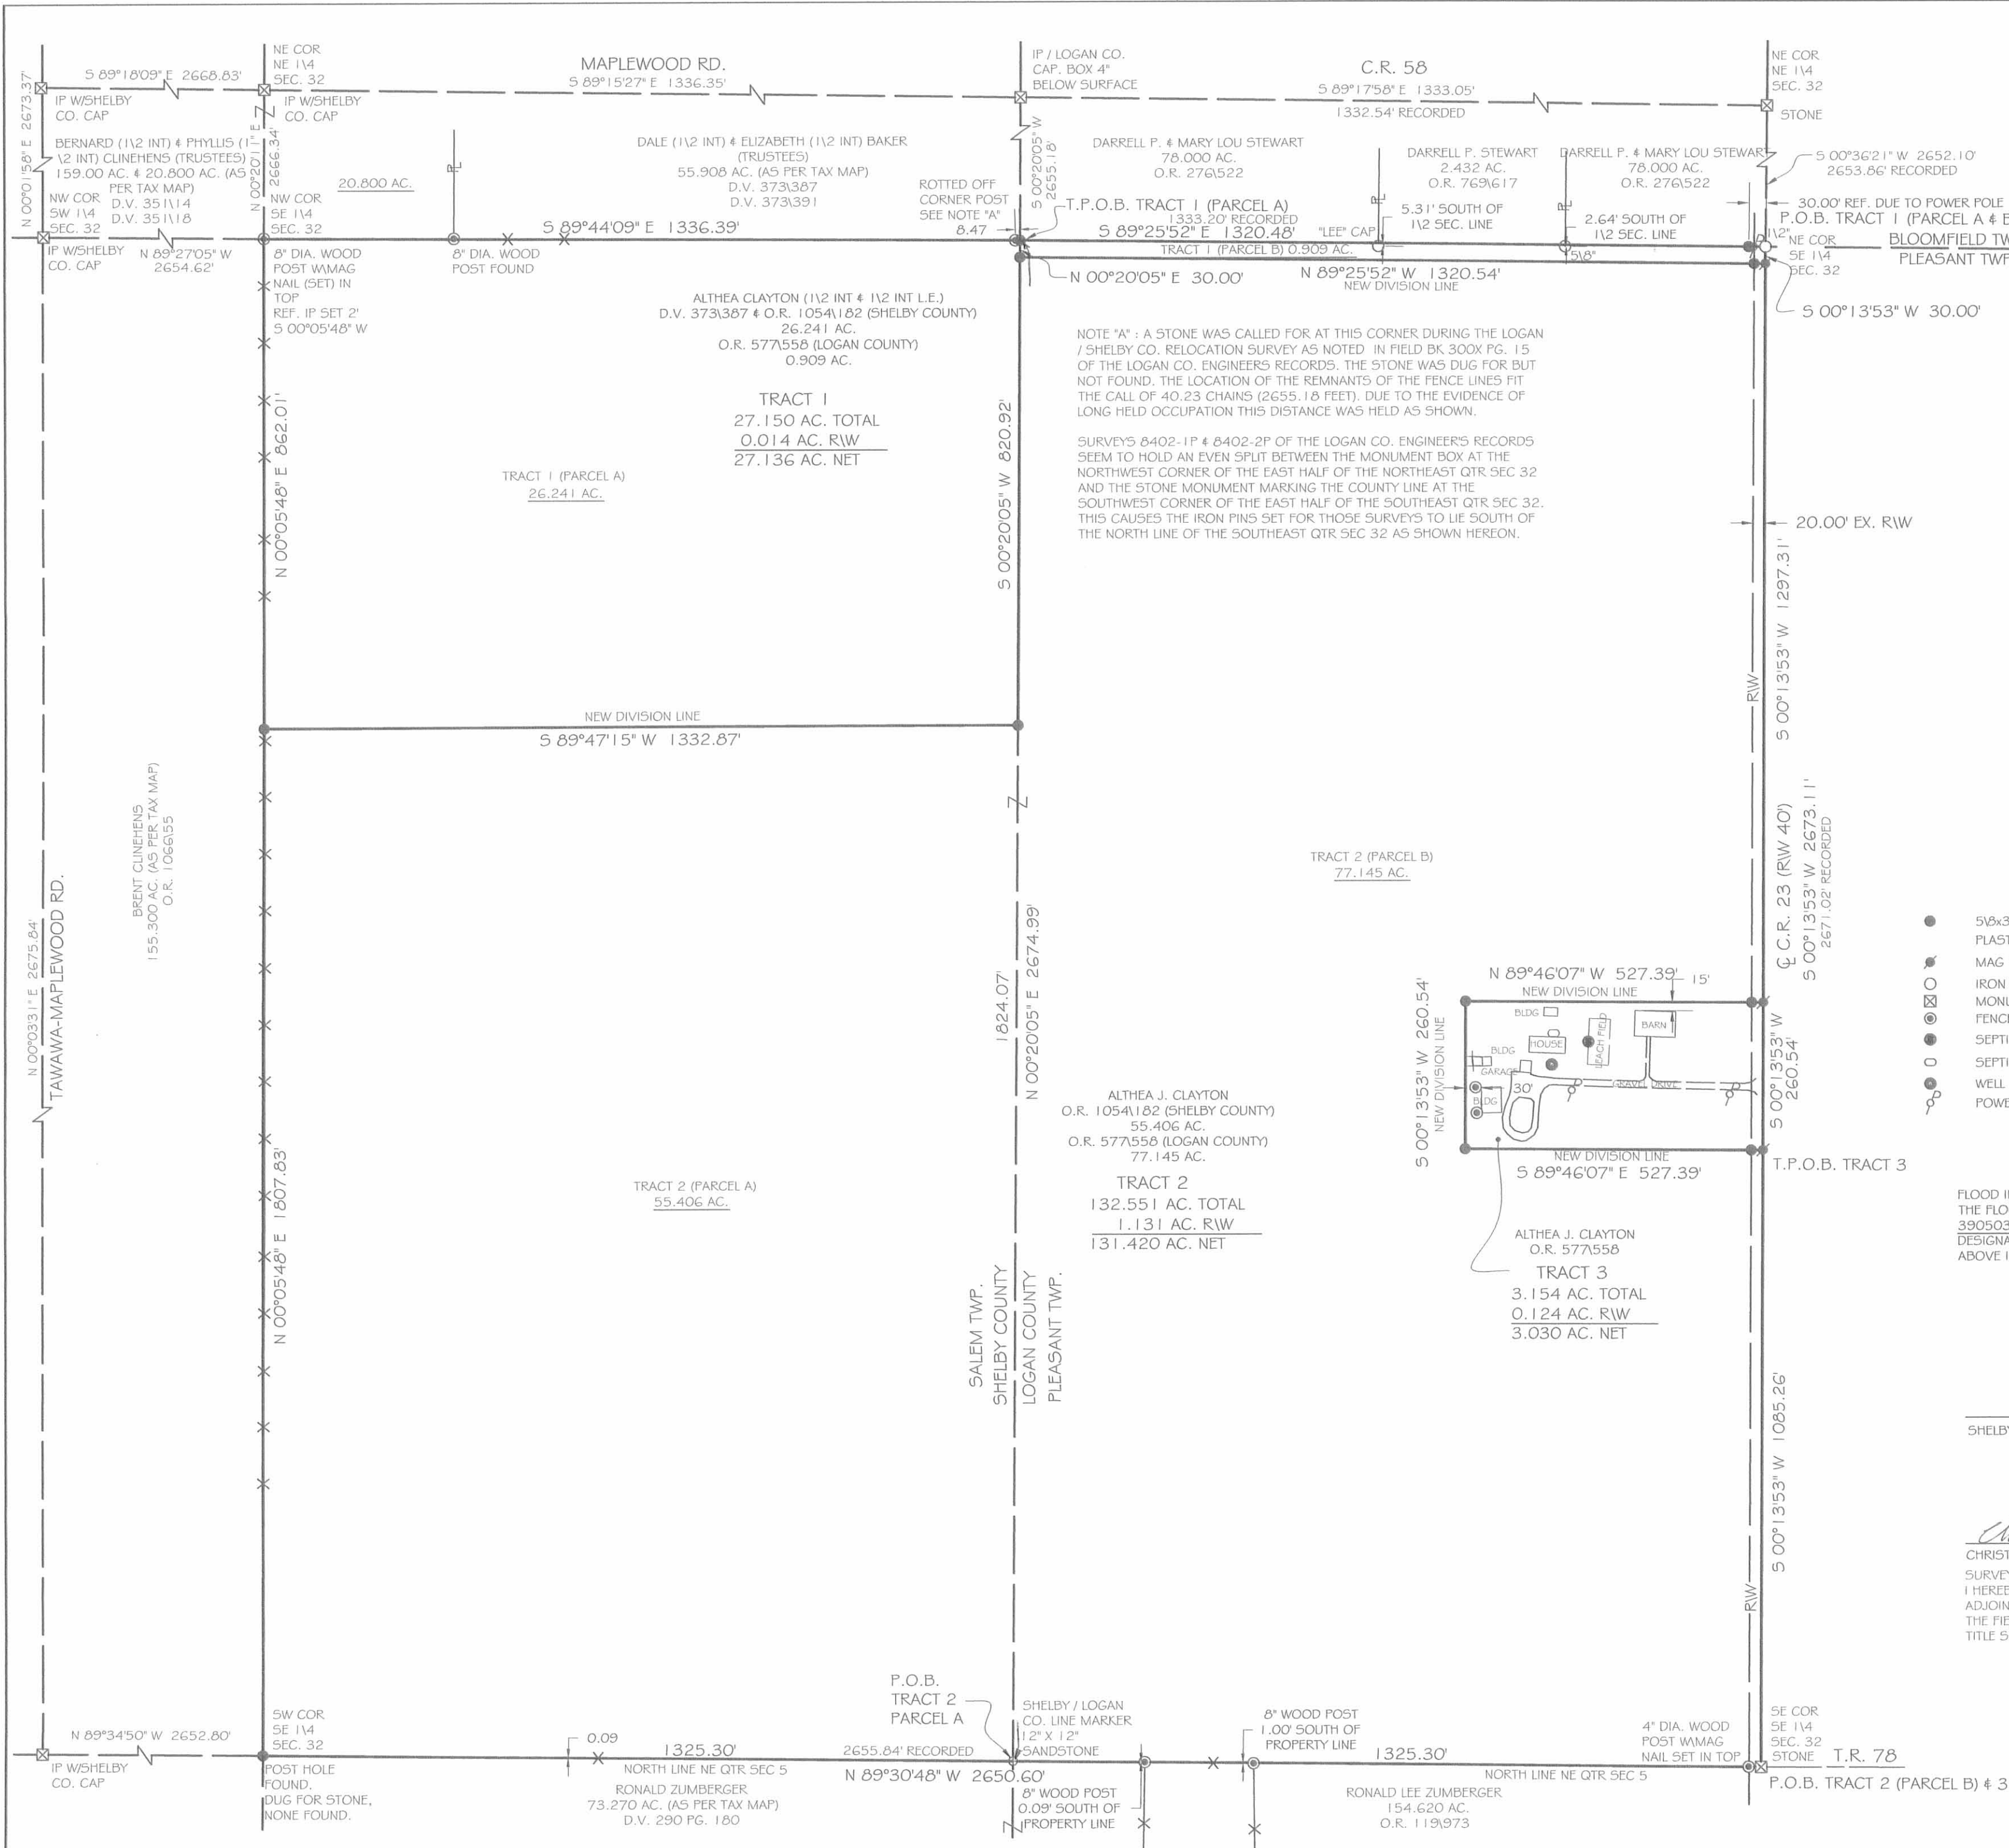 NE COR
NE 1\4
SEC. 32
S 89°18'09" E 2668.83'
IP W/SHELBY
CO. CAP
IP W/SHELBY
CO. CAP
N 00°01'58" E 2673.37'
MAPLEWOOD RD.
S 89°15'27" E 1336.35'
IP / LOGAN CO.
CAP. BOX 4"
BELOW SURFACE
C.R. 58
S 89°17'58" E 1333.05'
1332.54' RECORDED
NE COR
NE 1\4
SEC. 32
STONE
BERNARD (1\2 INT) & PHYLLIS (1
\2 INT) CLINEHENS (TRUSTEES)
159.00 AC. & 20.800 AC. (AS
PER TAX MAP)
D.V. 351\14
D.V. 351\18
NW COR
SW 1\4
SEC. 32
IP W/SHELBY
CO. CAP
N 89°27'05" W
2654.62'
N 00°20'11" E
2666.34'
NW COR
SE 1\4
SEC. 32
20.800 AC.
PL
DALE (1\2 INT) & ELIZABETH (1\2 INT) BAKER
(TRUSTEES)
55.908 AC. (AS PER TAX MAP)
D.V. 373\387
D.V. 373\391
ROTTED OFF
CORNER POST
SEE NOTE "A"
8.47
S 00°20'05" W
2655.18'
DARRELL P. & MARY LOU STEWART
78.000 AC.
O.R. 276\522
PL
DARRELL P. STEWART
2.432 AC.
O.R. 769\617
PL
DARRELL P. & MARY LOU STEWART
78.000 AC.
O.R. 276\522
S 00°36'21" W 2652.10'
2653.86' RECORDED
30.00' REF. DUE TO POWER POLE
P.O.B. TRACT 1 (PARCEL A &
1\2"
NE COR
SE 1\4
SEC. 32
BLOOMFIELD
PLEASANT
S 00°13'53" W 30.00'
S 89°44'09" E 1336.39'
8" DIA. WOOD
POST W\MAG
NAIL (SET) IN
TOP
REF. IP SET 2'
S 00°05'48" W
8" DIA. WOOD
POST FOUND
T.P.O.B. TRACT 1 (PARCEL A)
1333.20' RECORDED
S 89°25'52" E 1320.48'
TRACT 1 (PARCEL B) 0.909 AC.
"LEE" CAP
5.31' SOUTH OF
1\2 SEC. LINE
2.64' SOUTH OF
1\2 SEC. LINE
5\8"
N 00°20'05" E 30.00'
N 89°25'52" W 1320.54'
NEW DIVISION LINE
ALTHEA CLAYTON (1\2 INT & 1\2 INT L.E.)
D.V. 373\387 & O.R. 1054\182 (SHELBY COUNTY)
26.241 AC.
O.R. 577\558 (LOGAN COUNTY)
0.909 AC.
TRACT 1
27.150 AC. TOTAL
0.014 AC. R\W
27.136 AC. NET
TRACT 1 (PARCEL A)
26.241 AC.
N 00°05'48" E 862.01'
S 00°20'05" W 820.92'
NOTE "A" : A STONE WAS CALLED FOR AT THIS CORNER DURING THE LOGAN
/ SHELBY CO. RELOCATION SURVEY AS NOTED IN FIELD BK 300X PG. 15
OF THE LOGAN CO. ENGINEERS RECORDS. THE STONE WAS DUG FOR BUT
NOT FOUND. THE LOCATION OF THE REMNANTS OF THE FENCE LINES FIT
THE CALL OF 40.23 CHAINS (2655.18 FEET). DUE TO THE EVIDENCE OF
LONG HELD OCCUPATION THIS DISTANCE WAS HELD AS SHOWN.
SURVEYS 8402-1P & 8402-2P OF THE LOGAN CO. ENGINEER'S RECORDS
SEEM TO HOLD AN EVEN SPLIT BETWEEN THE MONUMENT BOX AT THE
NORTHWEST CORNER OF THE EAST HALF OF THE NORTHEAST QTR SEC 32
AND THE STONE MONUMENT MARKING THE COUNTY LINE AT THE
SOUTHWEST CORNER OF THE EAST HALF OF THE SOUTHEAST QTR SEC 32.
THIS CAUSES THE IRON PINS SET FOR THOSE SURVEYS TO LIE SOUTH OF
THE NORTH LINE OF THE SOUTHEAST QTR SEC 32 AS SHOWN HEREON.
20.00' EX. R\W
R\W
S 00°13'53" W 1297.31'
NEW DIVISION LINE
S 89°47'15" W 1332.87'
BRENT CLINEHENS
155.300 AC. (AS PER TAX MAP)
O.R. 1066\55
TAWAWA-MAPLEWOOD RD.
N 00°03'31" E 2675.84'
TRACT 2 (PARCEL B)
77.145 AC.
1824.07'
N 00°20'05" E 2674.99'
C.R. 23 (R\W 40')
S 00°13'53" W 2673.11'
2671.02' RECORDED
N 89°46'07" W 527.39'
NEW DIVISION LINE
15'
S 00°13'53" W 260.54'
NEW DIVISION LINE
BLDG
HOUSE
LEACH FIELD
BARN
BLDG
GARAGE
30'
BLDG
GRAVEL DRIVE
S 00°13'53" W
260.54'
NEW DIVISION LINE
S 89°46'07" E 527.39'
T.P.O.B. TRACT 3
MAG
IRON
WELL
ALTHEA J. CLAYTON
O.R. 1054\182 (SHELBY COUNTY)
55.406 AC.
O.R. 577\558 (LOGAN COUNTY)
77.145 AC.
TRACT 2
132.551 AC. TOTAL
1.131 AC. R\W
131.420 AC. NET
TRACT 2 (PARCEL A)
55.406 AC.
N 00°05'48" E 1807.83'
ALTHEA J. CLAYTON
O.R. 577\558
TRACT 3
3.154 AC. TOTAL
0.124 AC. R\W
3.030 AC. NET
FLOOD
THE
390503
ABOVE
SALEM TWP.
SHELBY COUNTY
LOGAN COUNTY
PLEASANT TWP.
S 00°13'53" W 1085.26'
R\W
SHELBY
CHRIST
SURVEY
I HEREB
ADJOIN
THE FIE
TITLE S
N 89°34'50" W 2652.80'
IP W/SHELBY
CO. CAP
SW COR
SE 1\4
SEC. 32
POST HOLE
FOUND.
DUG FOR STONE,
NONE FOUND.
0.09
1325.30'
NORTH LINE NE QTR SEC 5
RONALD ZUMBERGER
73.270 AC. (AS PER TAX MAP)
D.V. 290 PG. 180
P.O.B.
TRACT 2
PARCEL A
2655.84' RECORDED
N 89°30'48" W 2650.60'
SHELBY / LOGAN
CO. LINE MARKER
12" X 12"
SANDSTONE
8" WOOD POST
0.09' SOUTH OF
PROPERTY LINE
8" WOOD POST
1.00' SOUTH OF
PROPERTY LINE
1325.30'
NORTH LINE NE QTR SEC 5
RONALD LEE ZUMBERGER
154.620 AC.
O.R. 119\973
4" DIA. WOOD
POST W\MAG
NAIL SET IN TOP
SE COR
SE 1\4
SEC. 32
STONE
T.R. 78
P.O.B. TRACT 2 (PARCEL B) & 3